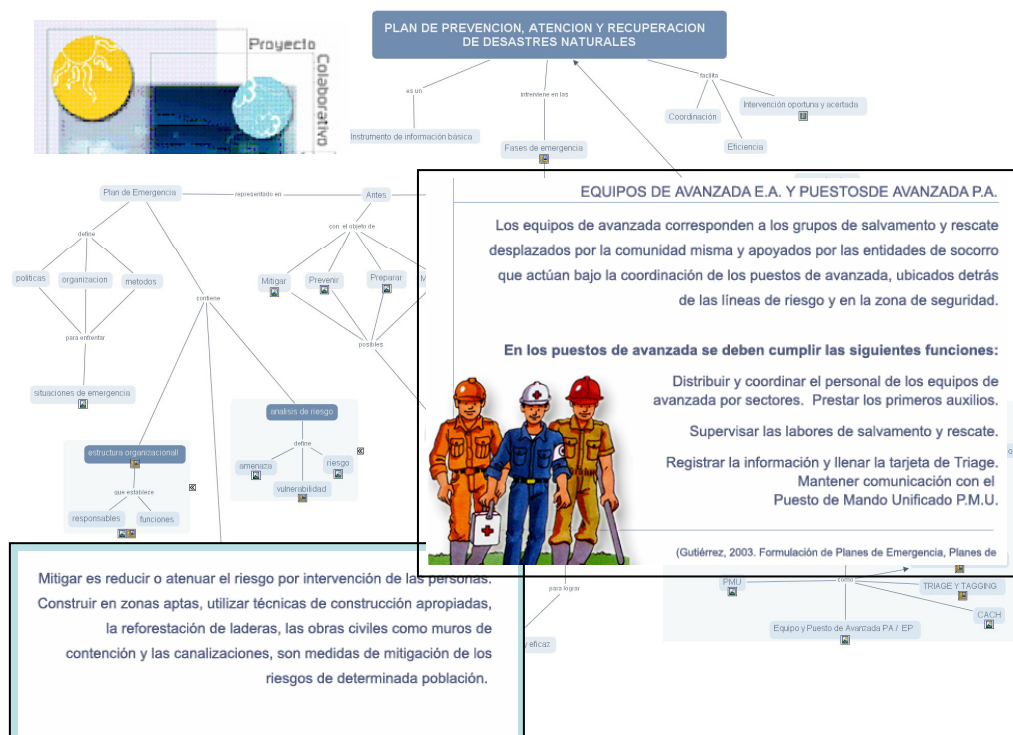 Proyecto
Colaborativo
PLAN DE PREVENCION, ATENCION Y RECUPERACION
DE DESASTRES NATURALES
es un
Intreviene en las
facilita
Instrumento de información básica
Fases de emergencia
Coordinación
Intervención oportuna y acertada
Eficiencia
Plan de Emergencia
representado en
Antes
define
con el objeto de
politicas
organizacion
metodos
Mitigar
Prevenir
Preparar
contiene
para enfrentar
posibles
situaciones de emergencia
estructura organizacionall
analisis de riesgo
define
amenaza
riesgo
vulnerabilidad
que establece
responsables
funciones
EQUIPOS DE AVANZADA E.A. Y PUESTOSDE AVANZADA P.A.
Los equipos de avanzada corresponden a los grupos de salvamento y rescate
desplazados por la comunidad misma y apoyados por las entidades de socorro
que actúan bajo la coordinación de los puestos de avanzada, ubicados detrás
de las líneas de riesgo y en la zona de seguridad.
En los puestos de avanzada se deben cumplir las siguientes funciones:
Distribuir y coordinar el personal de los equipos de
avanzada por sectores. Prestar los primeros auxilios.
Supervisar las labores de salvamento y rescate.
Registrar la información y llenar la tarjeta de Triage.
Mantener comunicación con el
Puesto de Mando Unificado P.M.U.
(Gutiérrez, 2003. Formulación de Planes de Emergencia, Planes de
Mitigar es reducir o atenuar el riesgo por intervención de las personas.
Construir en zonas aptas, utilizar técnicas de construcción apropiadas,
la reforestación de laderas, las obras civiles como muros de
contención y las canalizaciones, son medidas de mitigación de los
riesgos de determinada población.
para lograr
y eficaz
PMU
como
TRIAGE Y TAGGING
CACH
Equipo y Puesto de Avanzada PA / EP